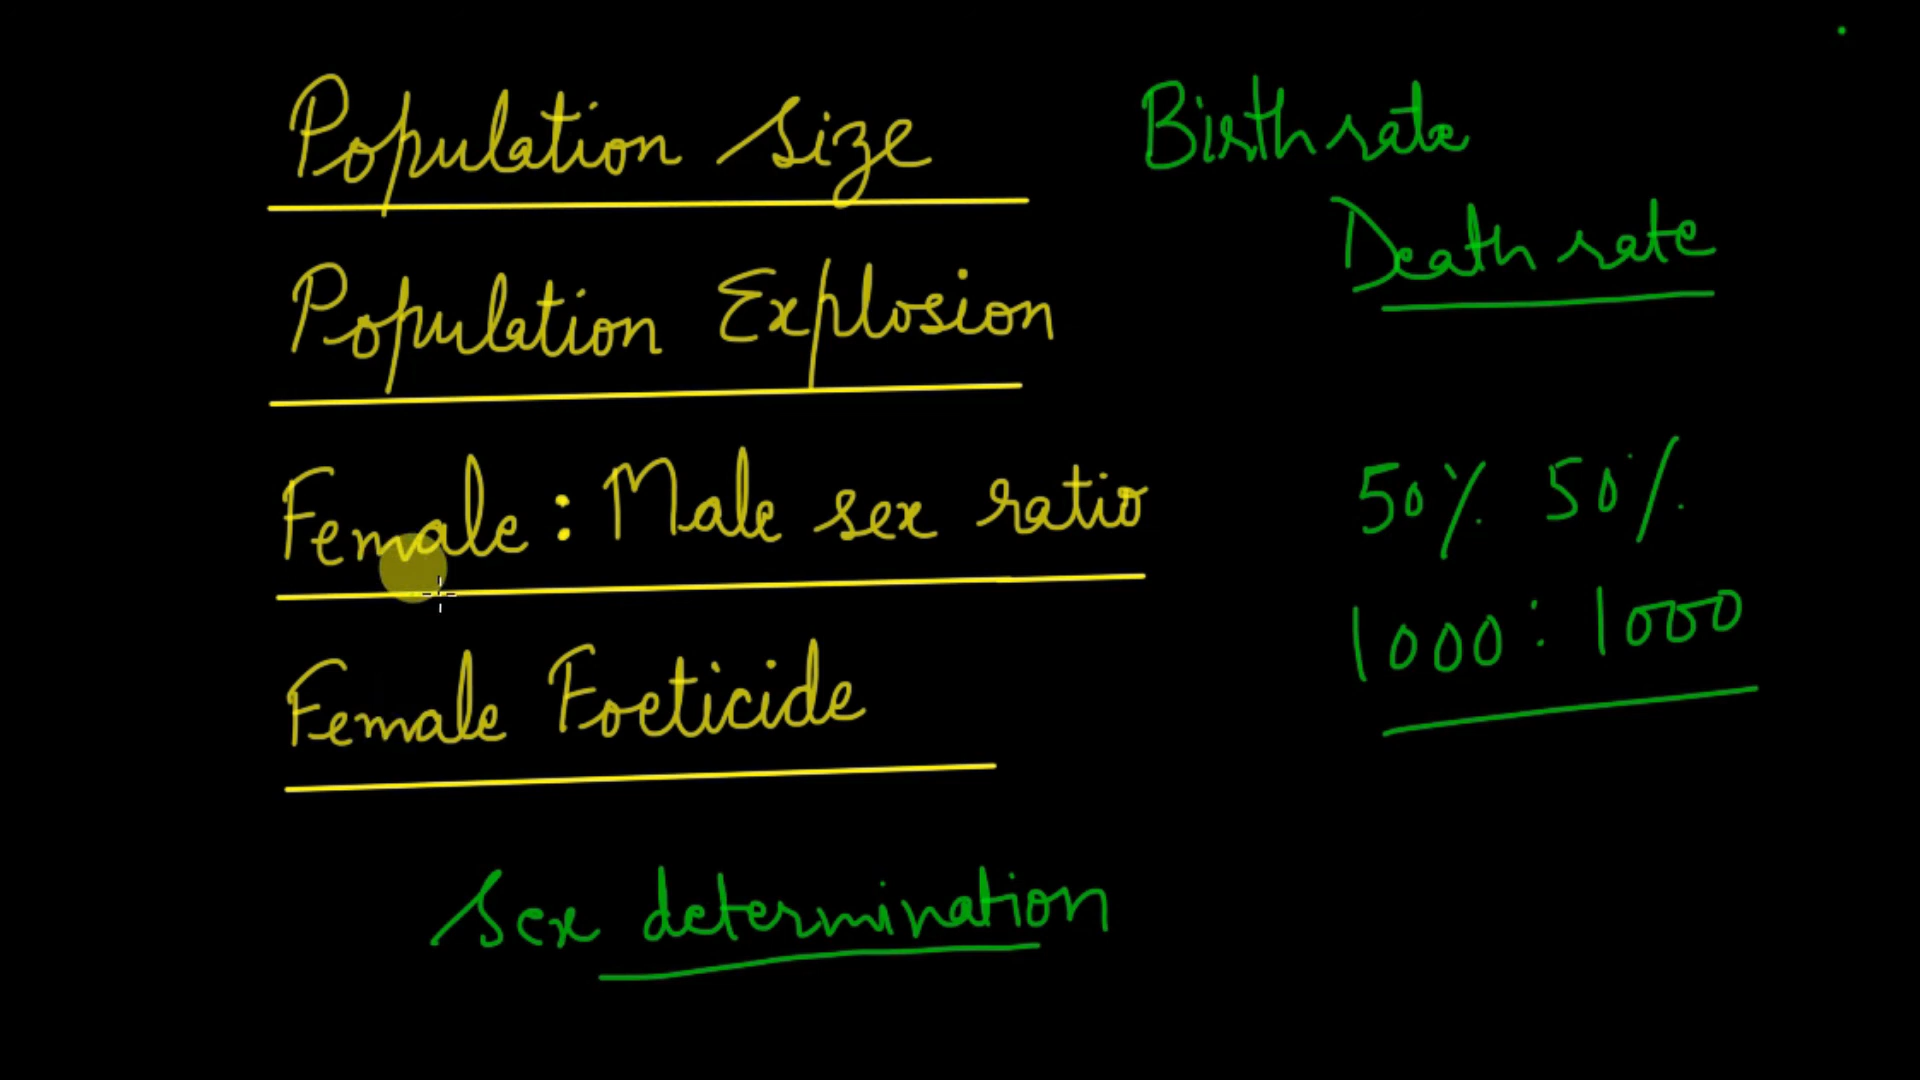 Population Size
Birth rate
Death rate
Population Explosion
Female : Male sex ratio
50% 50%
1000 : 1000
Female Foeticide
Sex determination